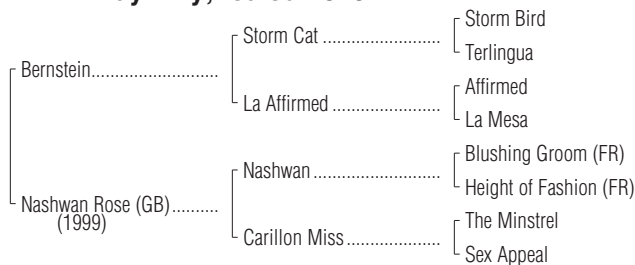 Storm Bird
Storm Cat
Terlingua
Bernstein
Affirmed
La Affirmed
La Mesa
Blushing Groom (FR)
Nashwan
Height of Fashion (FR)
Nashwan Rose (GB)
(1999)
The Minstrel
Carillon Miss
Sex Appeal